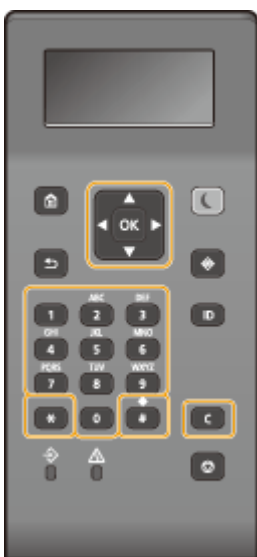 OK
ABC DEF
1 2 3
GHI JKL MNO
4 5 6
PQRS TUV WXYZ
7 8 9
* 0 #
C
ID